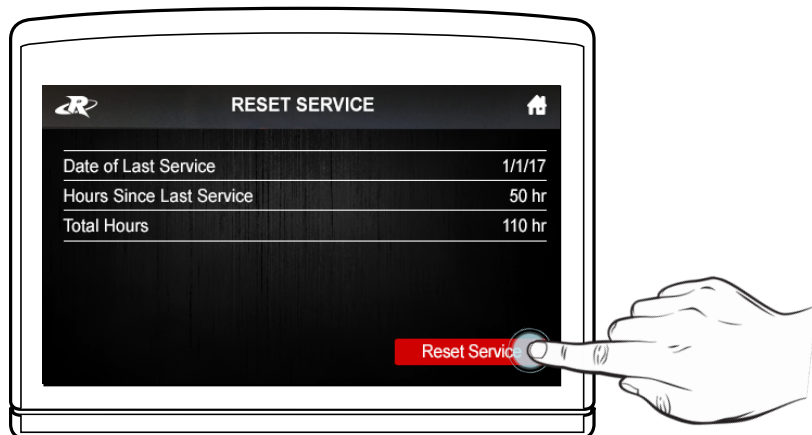 R
RESET SERVICE
Date of Last Service 1/1/17
Hours Since Last Service 50 hr
Total Hours 110 hr
Reset Service